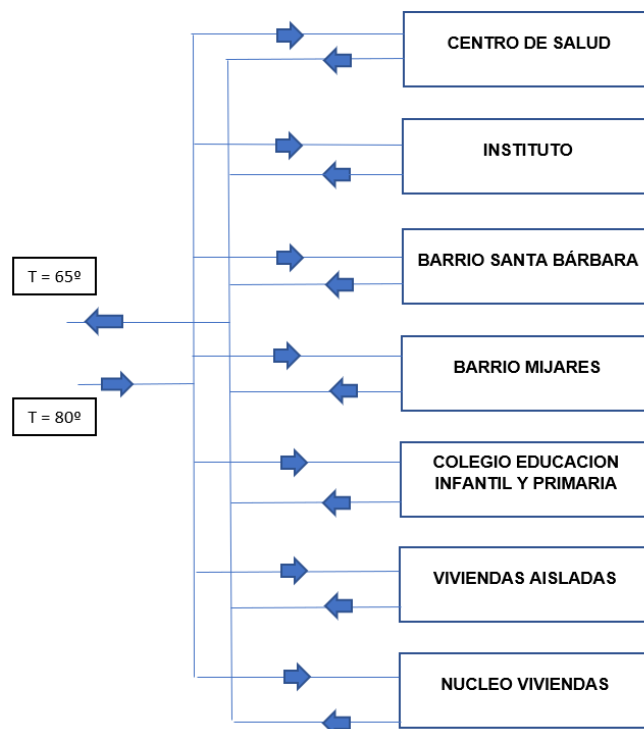 CENTRO DE SALUD
INSTITUTO
BARRIO SANTA BÁRBARA
T = 65º
BARRIO MIJARES
T = 80º
COLEGIO EDUCACION
INFANTIL Y PRIMARIA
VIVIENDAS AISLADAS
NUCLEO VIVIENDAS